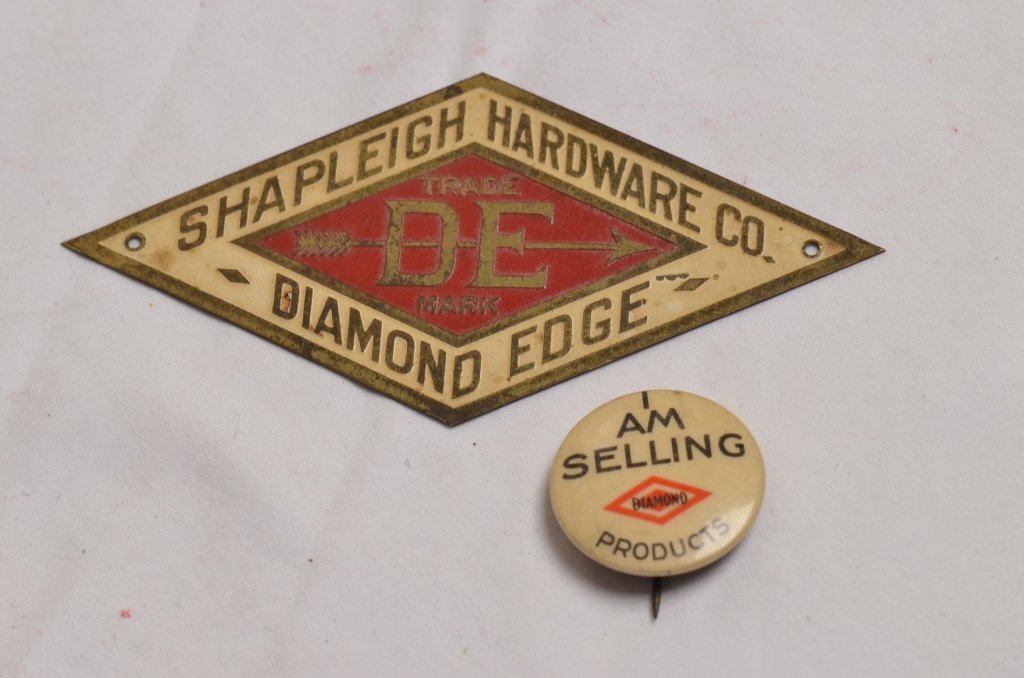 SHAPLEIGH HARDWARE CO.
TRADE
DE
MARK
DIAMOND EDGE
I
AM
SELLING
DIAMOND
PRODUCTS